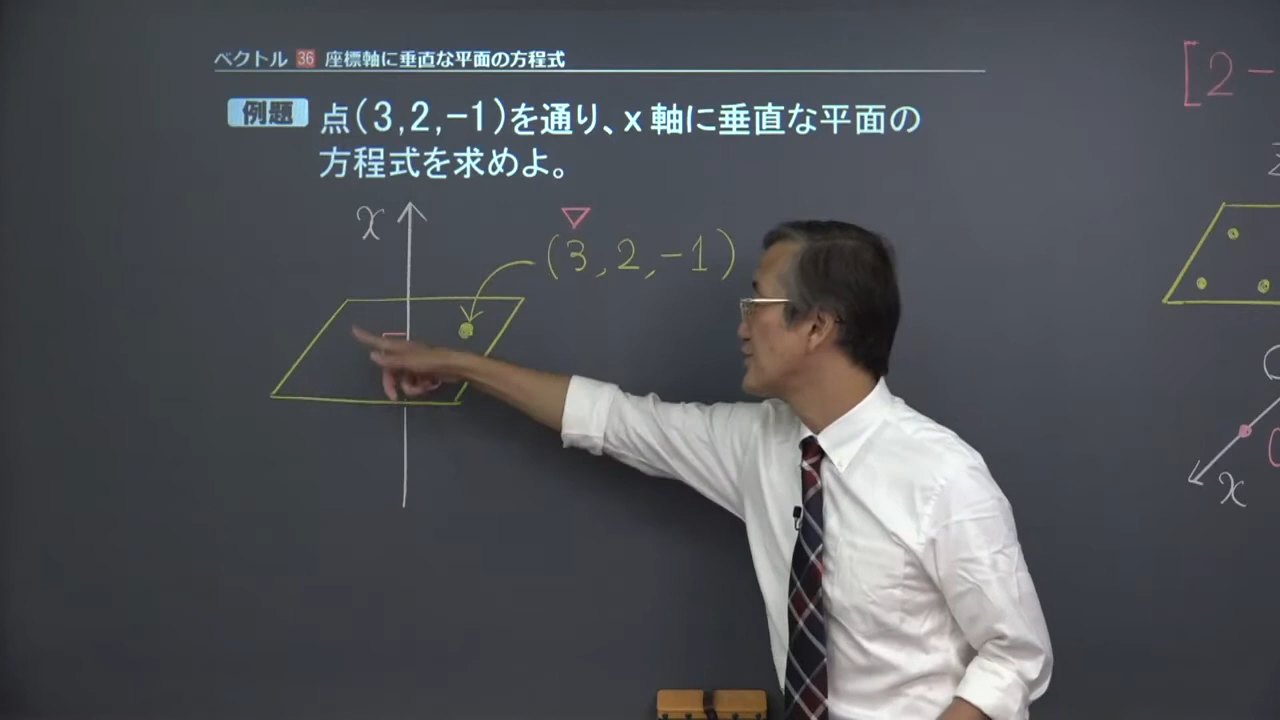 ベクトル 36 座標軸に垂直な平面の方程式
例題 点(3,2,−1)を通り、x軸に垂直な平面の
方程式を求めよ。
x
(3,2,−1)
[2−
x